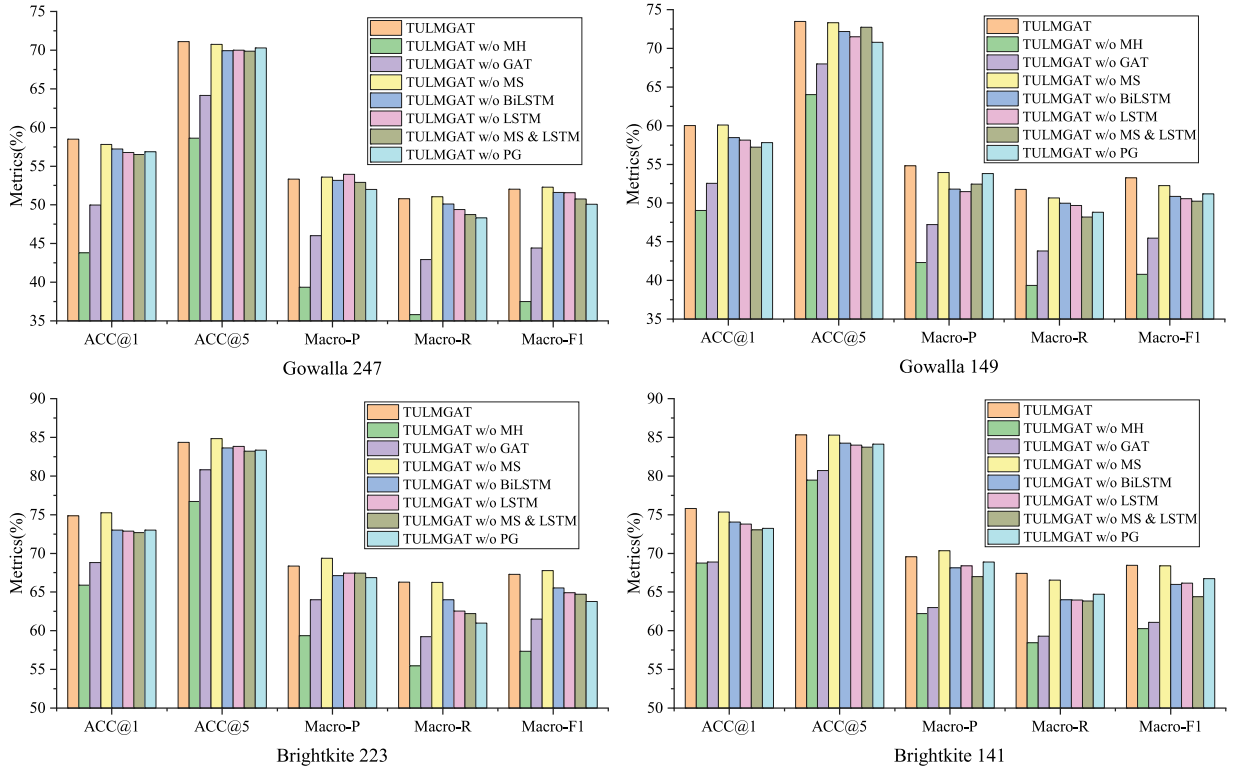 75
70
65
60
55
50
45
40
35
Metrics(%)
TULMGAT
TULMGAT w/o MH
TULMGAT w/o GAT
TULMGAT w/o MS
TULMGAT w/o BiLSTM
TULMGAT w/o LSTM
TULMGAT w/o MS & LSTM
TULMGAT w/o PG
ACC@1 ACC@5 Macro-P Macro-R Macro-F1
Gowalla 247
75
70
65
60
55
50
45
40
35
Metrics(%)
TULMGAT
TULMGAT w/o MH
TULMGAT w/o GAT
TULMGAT w/o MS
TULMGAT w/o BiLSTM
TULMGAT w/o LSTM
TULMGAT w/o MS & LSTM
TULMGAT w/o PG
ACC@1 ACC@5 Macro-P Macro-R Macro-F1
Gowalla 149
90
85
80
75
70
65
60
55
50
Metrics(%)
TULMGAT
TULMGAT w/o MH
TULMGAT w/o GAT
TULMGAT w/o MS
TULMGAT w/o BiLSTM
TULMGAT w/o LSTM
TULMGAT w/o MS & LSTM
TULMGAT w/o PG
ACC@1 ACC@5 Macro-P Macro-R Macro-F1
Brightkite 223
90
85
80
75
70
65
60
55
50
Metrics(%)
TULMGAT
TULMGAT w/o MH
TULMGAT w/o GAT
TULMGAT w/o MS
TULMGAT w/o BiLSTM
TULMGAT w/o LSTM
TULMGAT w/o MS & LSTM
TULMGAT w/o PG
ACC@1 ACC@5 Macro-P Macro-R Macro-F1
Brightkite 141